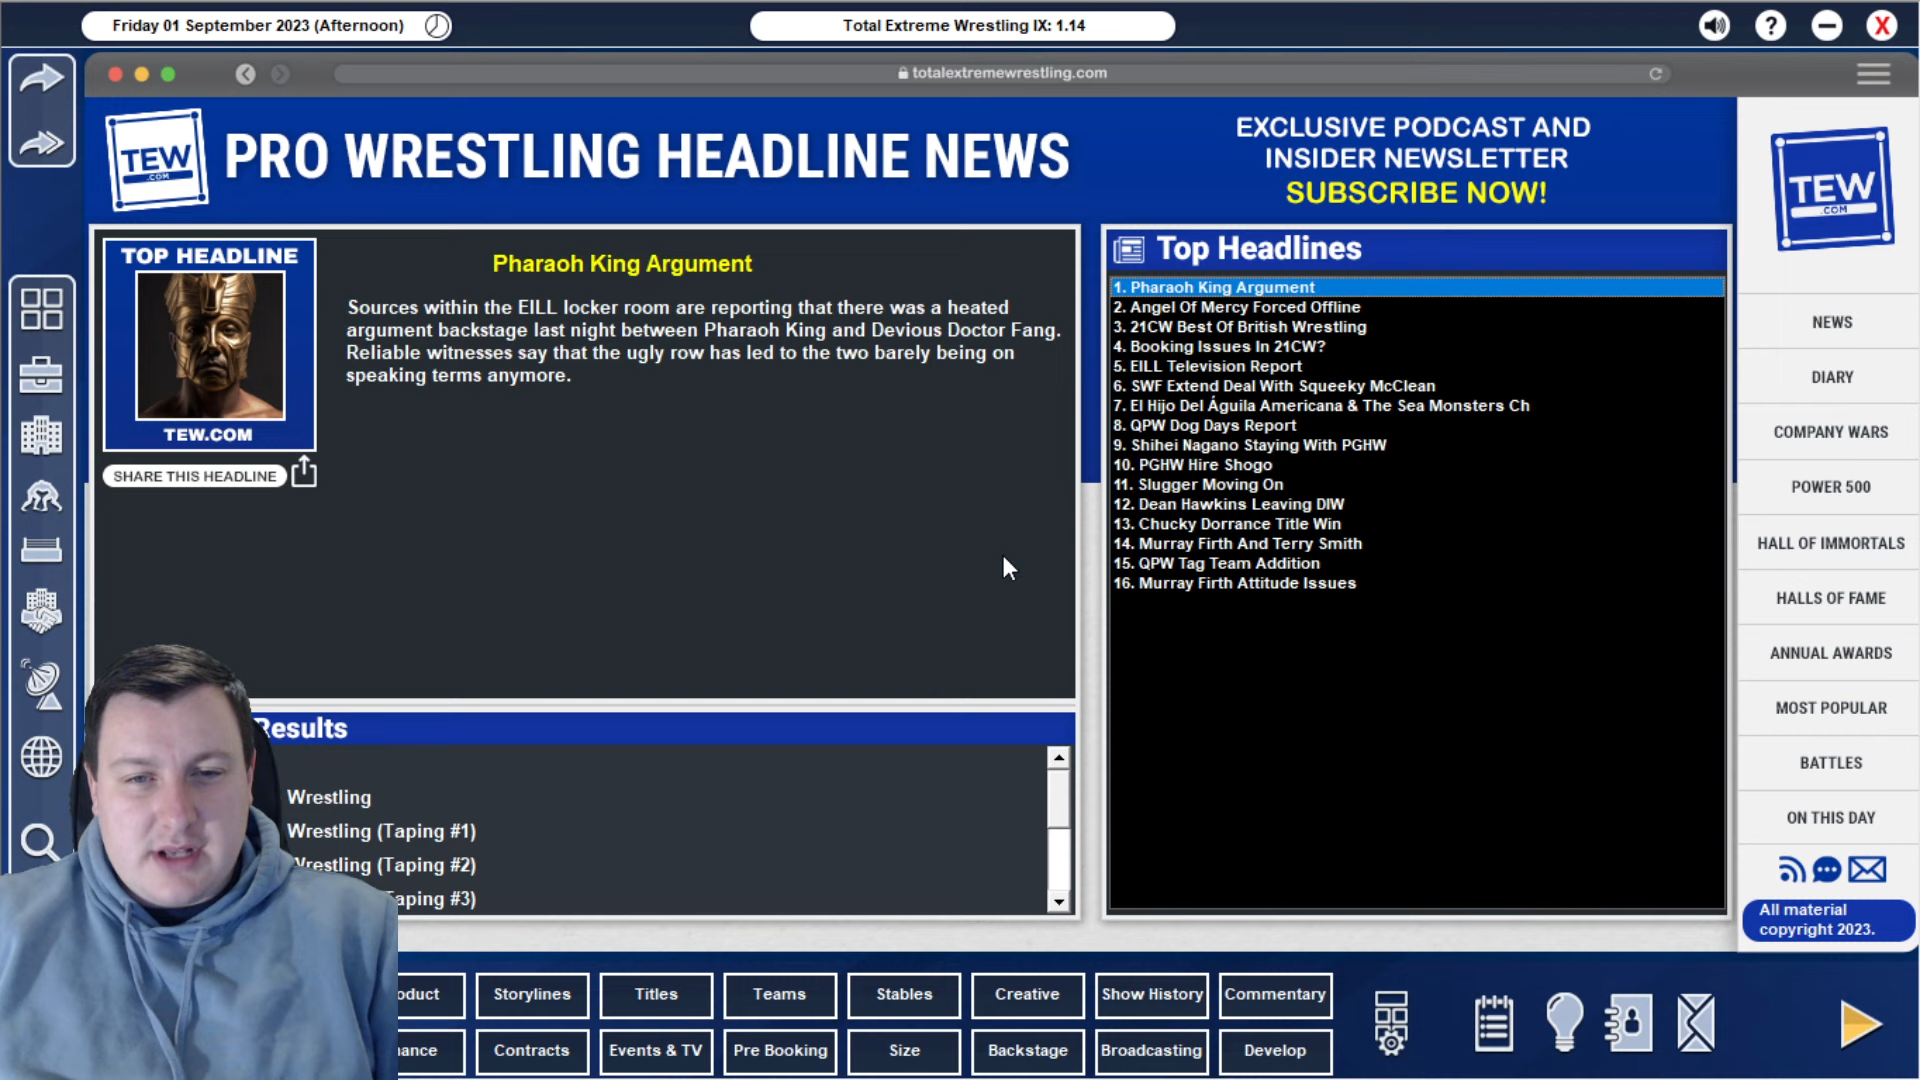 Friday 01 September 2023 (Afternoon)
Total Extreme Wrestling IX: 1.14
?
X
totalextremewrestling.com
TEW
.COM
PRO WRESTLING HEADLINE NEWS
EXCLUSIVE PODCAST AND
INSIDER NEWSLETTER
SUBSCRIBE NOW!
TEW
.COM
TOP HEADLINE
TEW.COM
SHARE THIS HEADLINE
Pharaoh King Argument
Sources within the EILL locker room are reporting that there was a heated
argument backstage last night between Pharaoh King and Devious Doctor Fang.
Reliable witnesses say that the ugly row has led to the two barely being on
speaking terms anymore.
Top Headlines
1. Pharaoh King Argument
2. Angel Of Mercy Forced Offline
3. 21CW Best Of British Wrestling
4. Booking Issues In 21CW?
5. EILL Television Report
6. SWF Extend Deal With Squeeky McClean
7. El Hijo Del Águila Americana & The Sea Monsters Ch
8. QPW Dog Days Report
9. Shihei Nagano Staying With PGHW
10. PGHW Hire Shogo
11. Slugger Moving On
12. Dean Hawkins Leaving DIW
13. Chucky Dorrance Title Win
14. Murray Firth And Terry Smith
15. QPW Tag Team Addition
16. Murray Firth Attitude Issues
Results
Wrestling
Wrestling (Taping #1)
Wrestling (Taping #2)
Taping #3)
NEWS
DIARY
COMPANY WARS
POWER 500
HALL OF IMMORTALS
HALLS OF FAME
ANNUAL AWARDS
MOST POPULAR
BATTLES
ON THIS DAY
All material
copyright 2023.
oduct
Storylines
Titles
Teams
Stables
Creative
Show History
Commentary
ance
Contracts
Events & TV
Pre Booking
Size
Backstage
Broadcasting
Develop